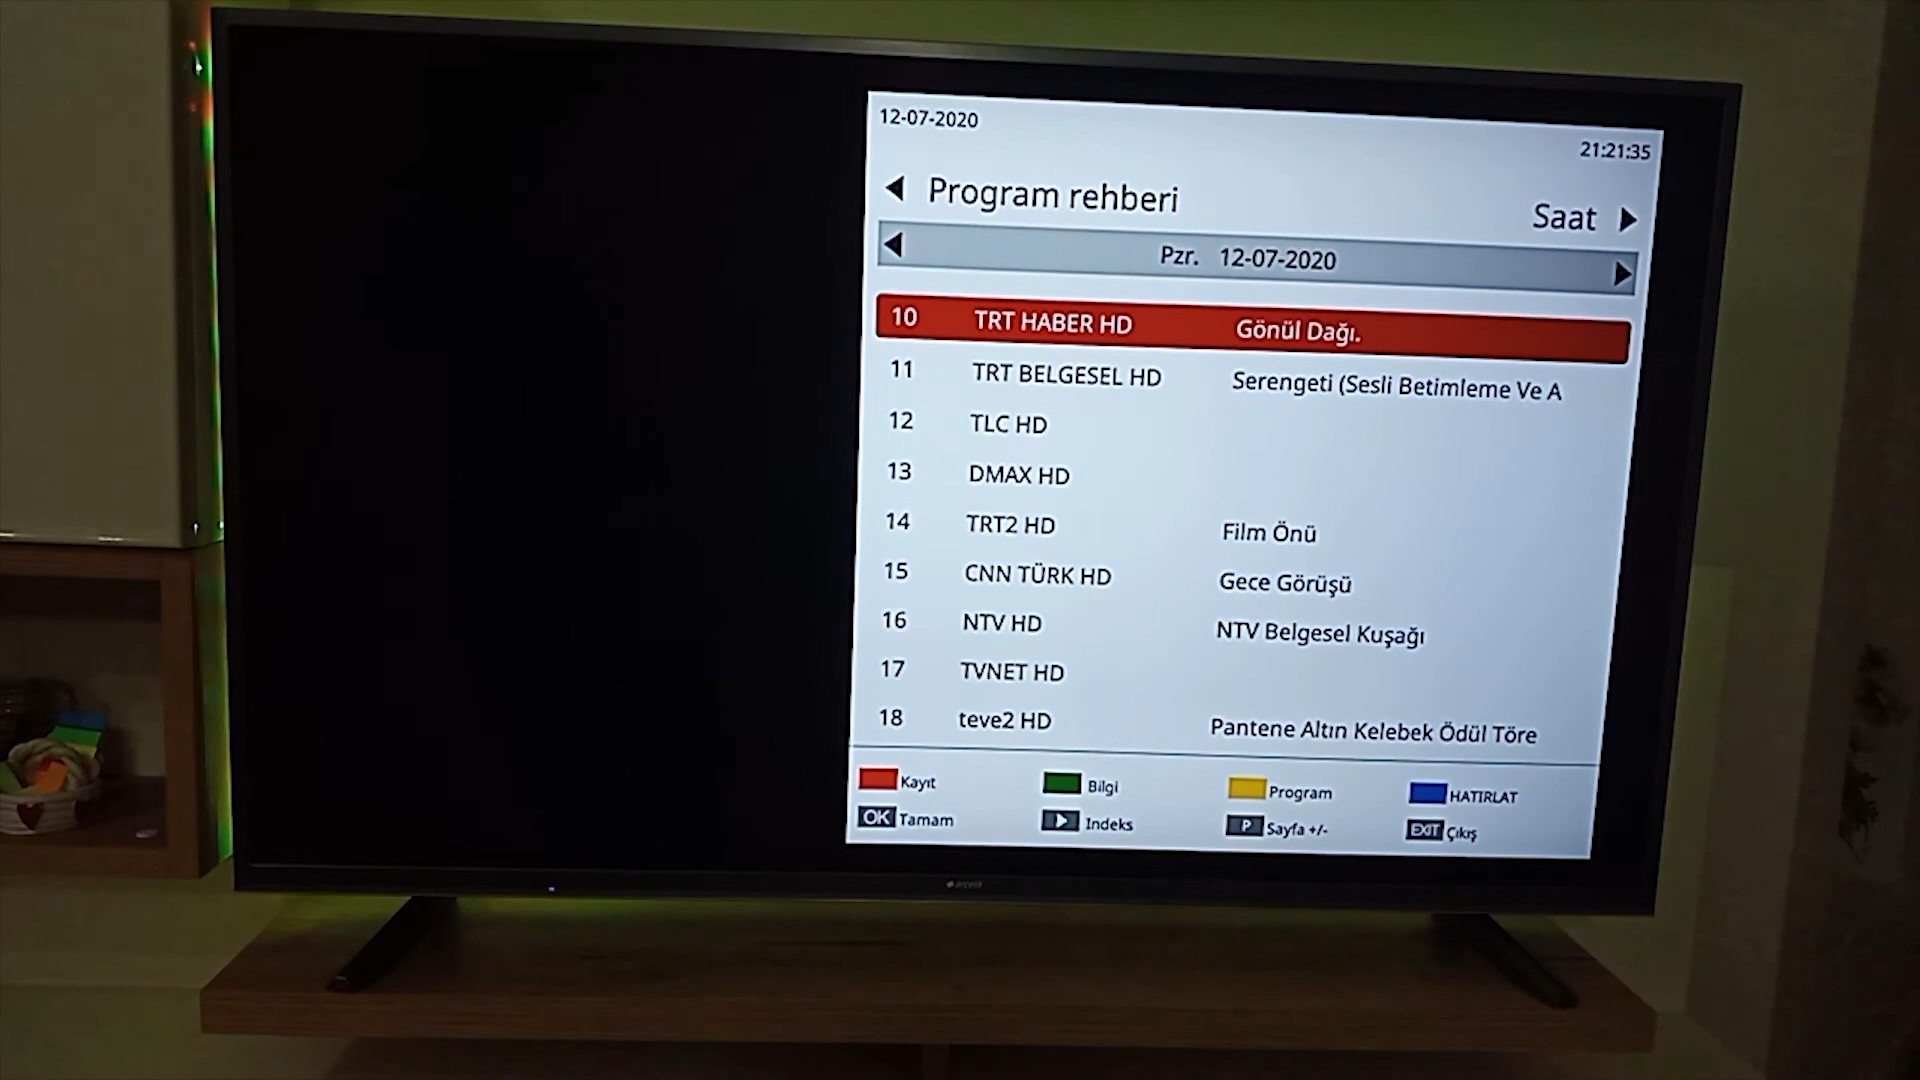 12-07-2020
21:21:35
Program rehberi
Saat
Pzr. 12-07-2020
10 TRT HABER HD Gönül Dağı.
11 TRT BELGESEL HD Serengeti (Sesli Betimleme Ve A
12 TLC HD
13 DMAX HD
14 TRT2 HD Film Önü
15 CNN TÜRK HD Gece Görüşü
16 NTV HD NTV Belgesel Kuşağı
17 TVNET HD
18 teve2 HD Pantene Altın Kelebek Ödül Töre
Kayıt Bilgi Program HATIRLAT
OK Tamam Indeks P Sayfa +/- EXIT Çıkış
arcelik